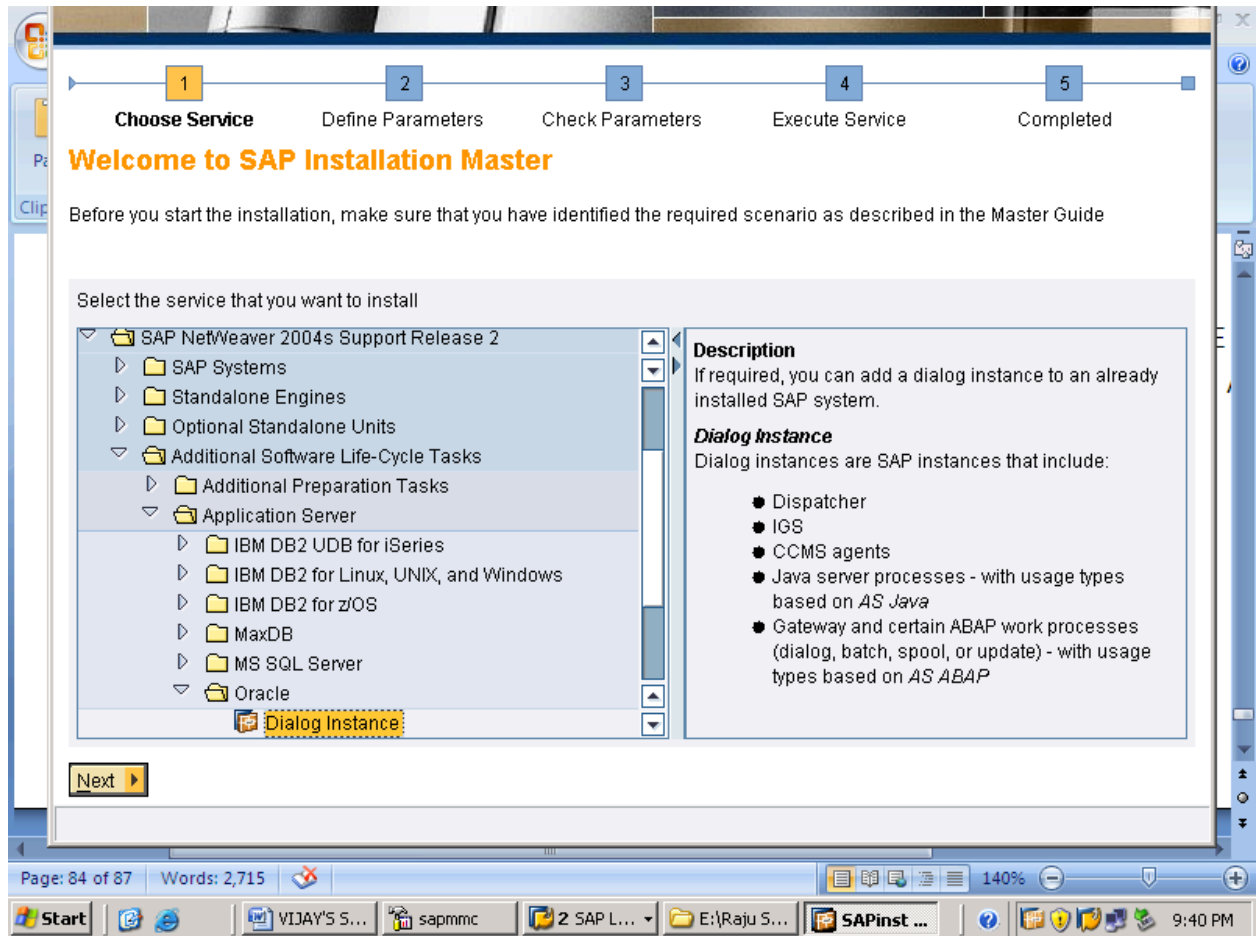 1 2 3 4 5
Choose Service Define Parameters Check Parameters Execute Service Completed
Welcome to SAP Installation Master
Before you start the installation, make sure that you have identified the required scenario as described in the Master Guide
Select the service that you want to install
SAP NetWeaver 2004s Support Release 2
SAP Systems
Standalone Engines
Optional Standalone Units
Additional Software Life-Cycle Tasks
Additional Preparation Tasks
Application Server
IBM DB2 UDB for iSeries
IBM DB2 for Linux, UNIX, and Windows
IBM DB2 for z/OS
MaxDB
MS SQL Server
Oracle
Dialog Instance
Description
If required, you can add a dialog instance to an already
installed SAP system.
Dialog Instance
Dialog instances are SAP instances that include:
Dispatcher
IGS
CCMS agents
Java server processes - with usage types
based on AS Java
Gateway and certain ABAP work processes
(dialog, batch, spool, or update) - with usage
types based on AS ABAP
Next
Clip
Page: 84 of 87 Words: 2,715 140%
Start VIJAY'S S... sapmmc 2 SAP L... E:\Raju S... SAPinst ... 9:40 PM